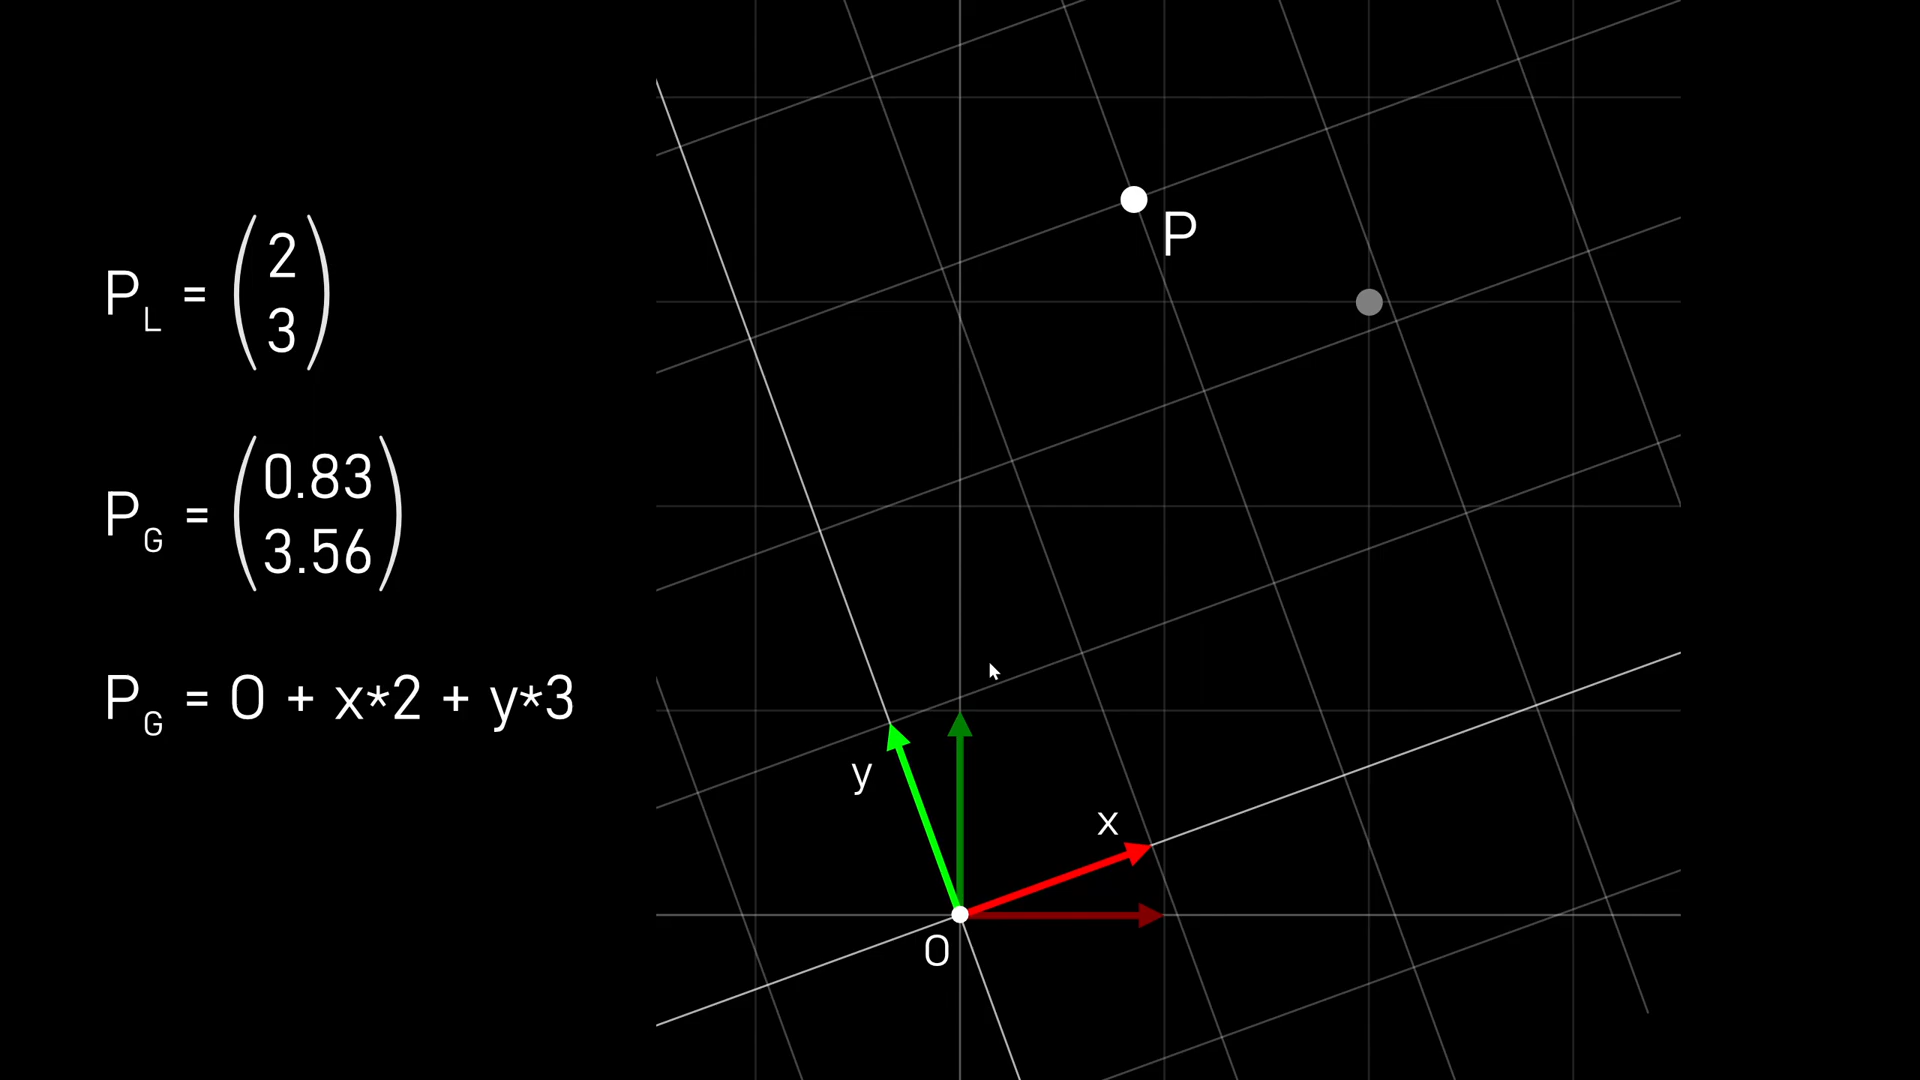 P_L = (2
3)
P_G = (0.83
3.56)
P_G = O + x*2 + y*3
P
y
x
O